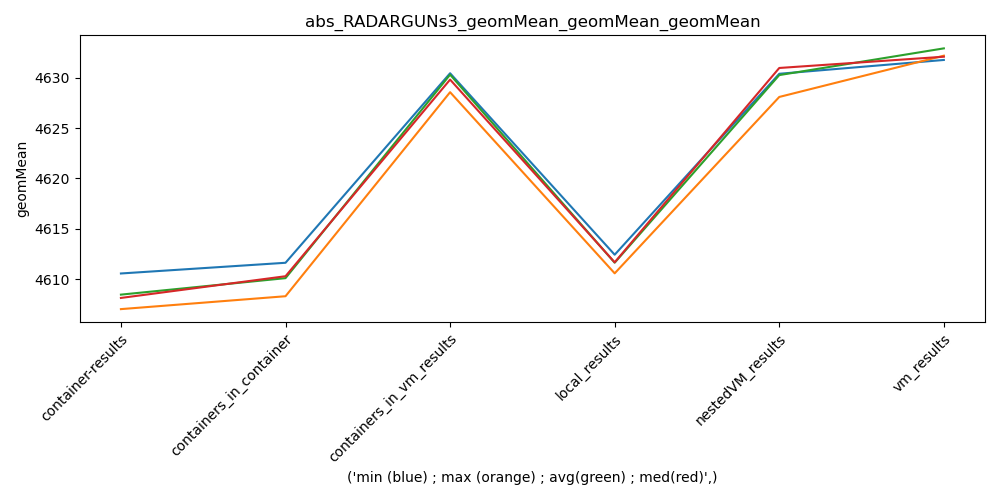 abs_RADARGUNs3_geomMean_geomMean_geomMean
geomMean
4630
4625
4620
4615
4610
container-results
containers_in_container
containers_in_vm_results
local_results
nestedVM_results
vm_results
('min (blue) ; max (orange) ; avg(green) ; med(red)',)